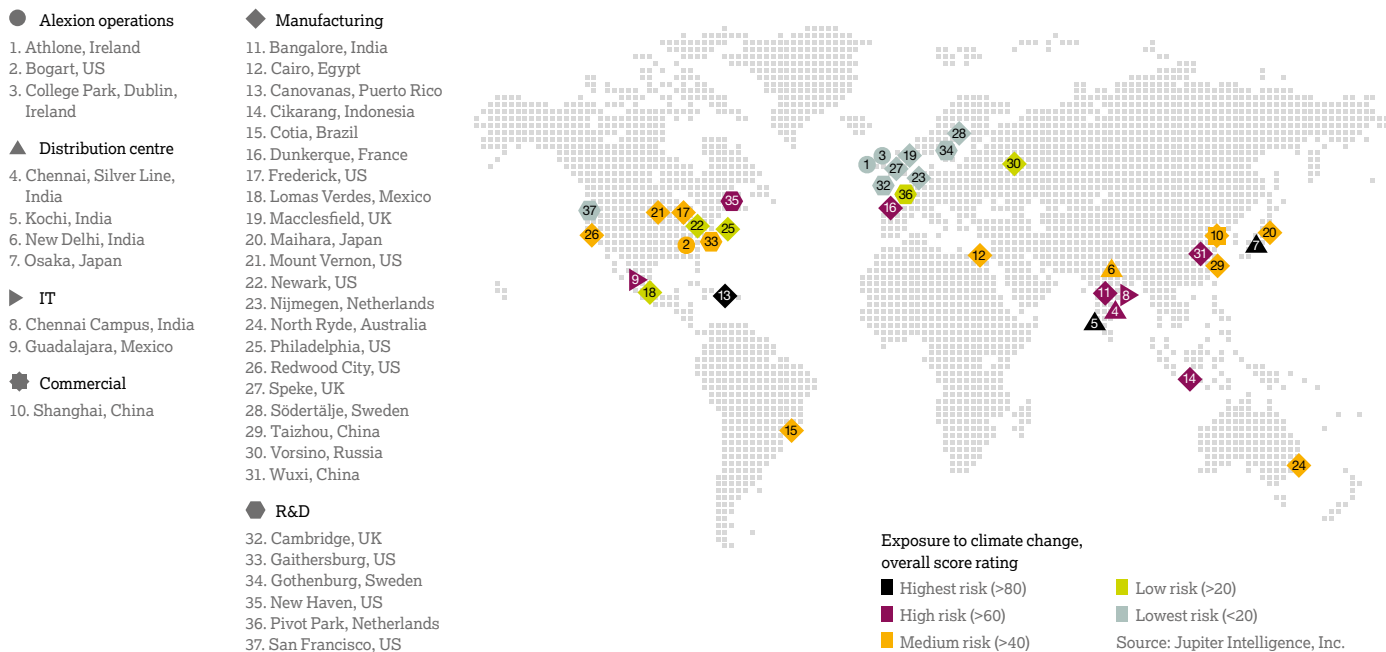 Alexion operations
1. Athlone, Ireland
2. Bogart, US
3. College Park, Dublin,
Ireland
Distribution centre
4. Chennai, Silver Line,
India
5. Kochi, India
6. New Delhi, India
7. Osaka, Japan
IT
8. Chennai Campus, India
9. Guadalajara, Mexico
Commercial
10. Shanghai, China
Manufacturing
11. Bangalore, India
12. Cairo, Egypt
13. Canovanas, Puerto Rico
14. Cikarang, Indonesia
15. Cotia, Brazil
16. Dunkerque, France
17. Frederick, US
18. Lomas Verdes, Mexico
19. Macclesfield, UK
20. Maihara, Japan
21. Mount Vernon, US
22. Newark, US
23. Nijmegen, Netherlands
24. North Ryde, Australia
25. Philadelphia, US
26. Redwood City, US
27. Speke, UK
28. Södertälje, Sweden
29. Taizhou, China
30. Vorsino, Russia
31. Wuxi, China
R&D
32. Cambridge, UK
33. Gaithersburg, US
34. Gothenburg, Sweden
35. New Haven, US
36. Pivot Park, Netherlands
37. San Francisco, US
28
3
19
34
1
27
30
23
32
36
35
16
37
21
17
22
25
26
33
2
10
20
7
31
12
29
6
9
18
13
11
8
4
5
14
15
24
Exposure to climate change,
overall score rating
Highest risk (>80)
High risk (>60)
Medium risk (>40)
Low risk (>20)
Lowest risk (<20)
Source: Jupiter Intelligence, Inc.